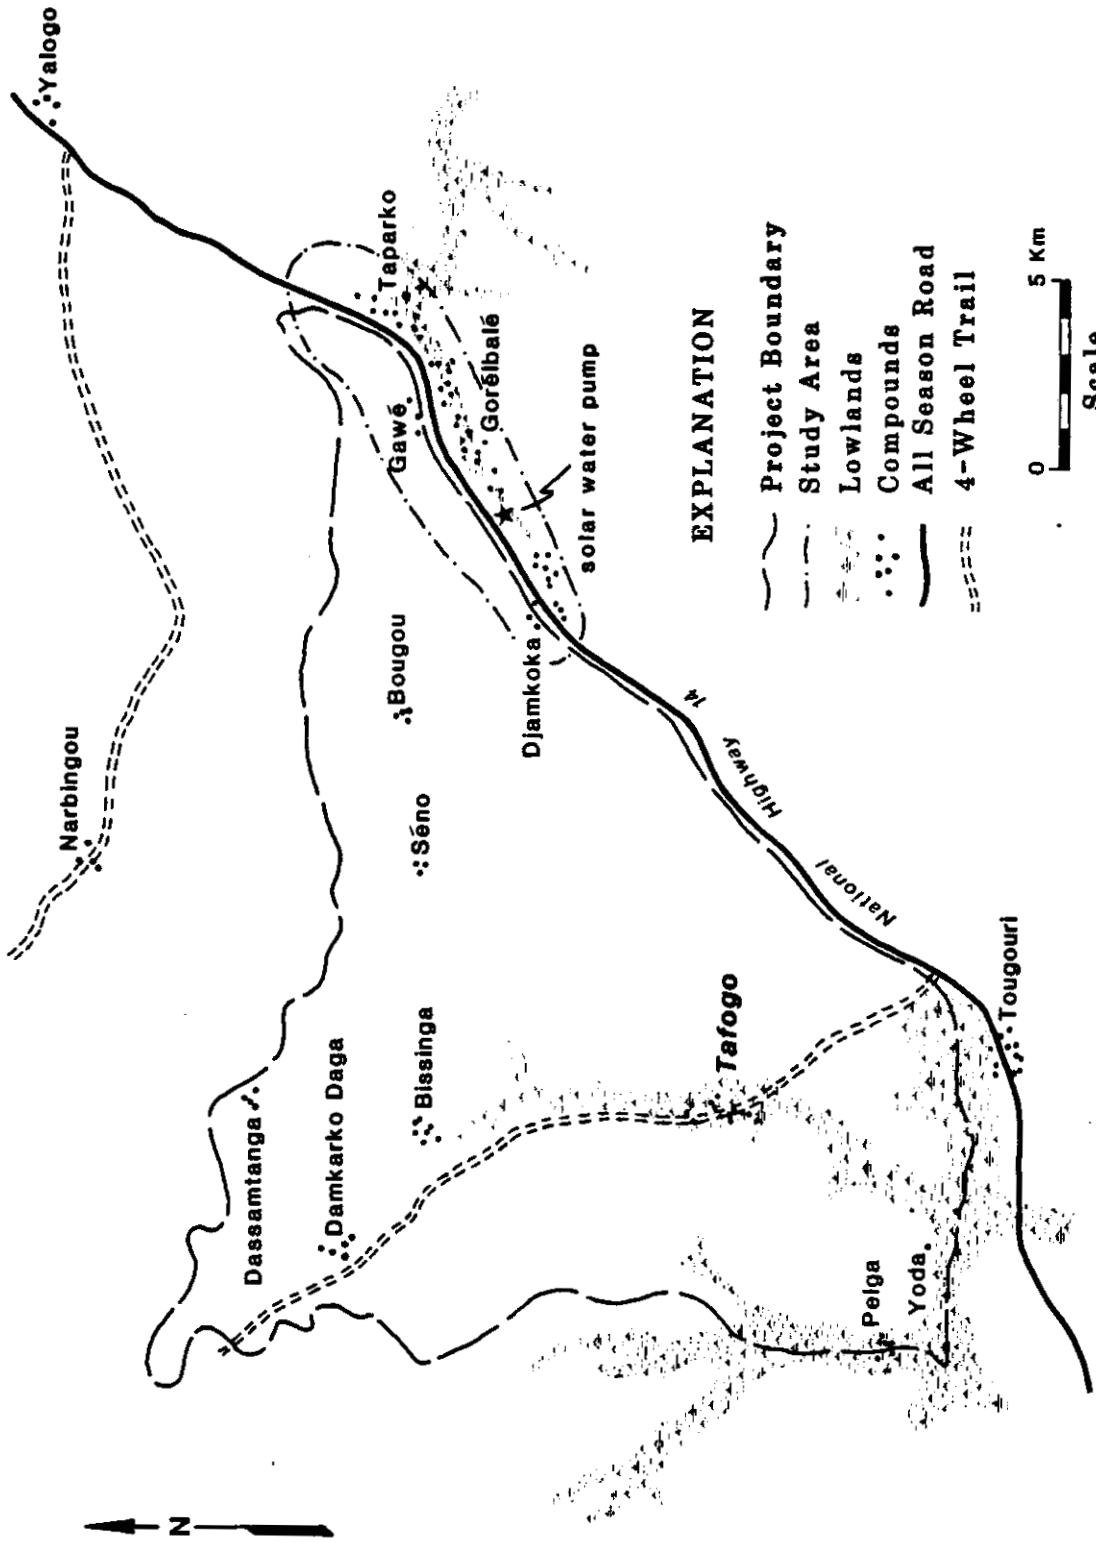 Yalogo
Narbingou
Taparko
Goréibalé
Gawé
solar water pump
Djamkoka
Bougou
Séno
Dassamtanga
Damkarko Daga
Bissinga
Tafogo
National Highway 14
Tougouri
Pelga
Yoda
N
EXPLANATION
Project Boundary
Study Area
Lowlands
Compounds
All Season Road
4-Wheel Trail
0 5 Km
Scale